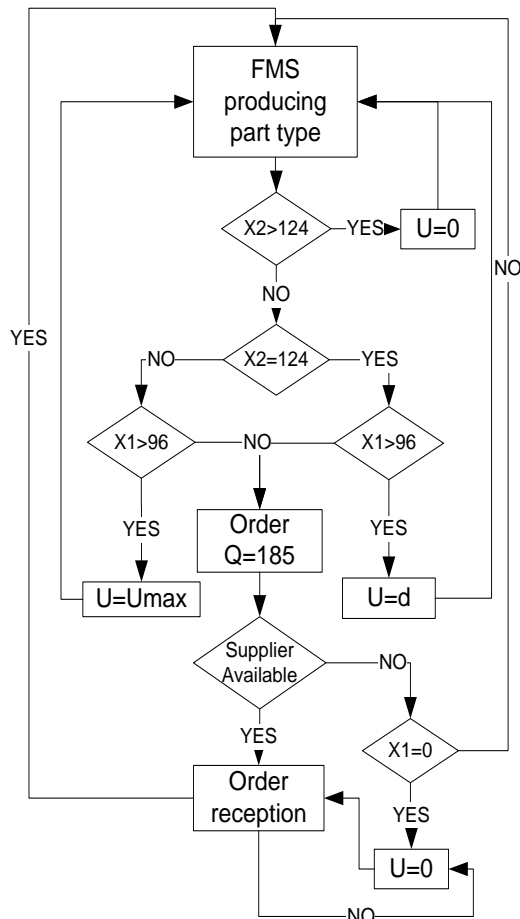 FMS
producing
part type
X2>124
YES
U=0
NO
NO
YES
X2=124
NO
YES
X1>96
NO
X1>96
YES
YES
Order
Q=185
U=Umax
U=d
Supplier
Available
NO
YES
X1=0
Order
reception
YES
U=0
NO